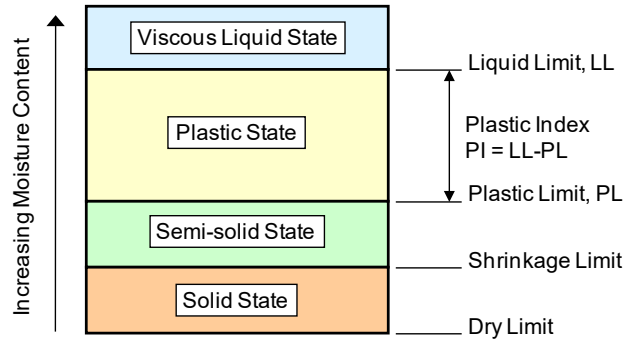 Viscous Liquid State
Liquid Limit, LL
Plastic State
Plastic Index
PI = LL-PL
Plastic Limit, PL
Semi-solid State
Shrinkage Limit
Solid State
Dry Limit
Increasing Moisture Content